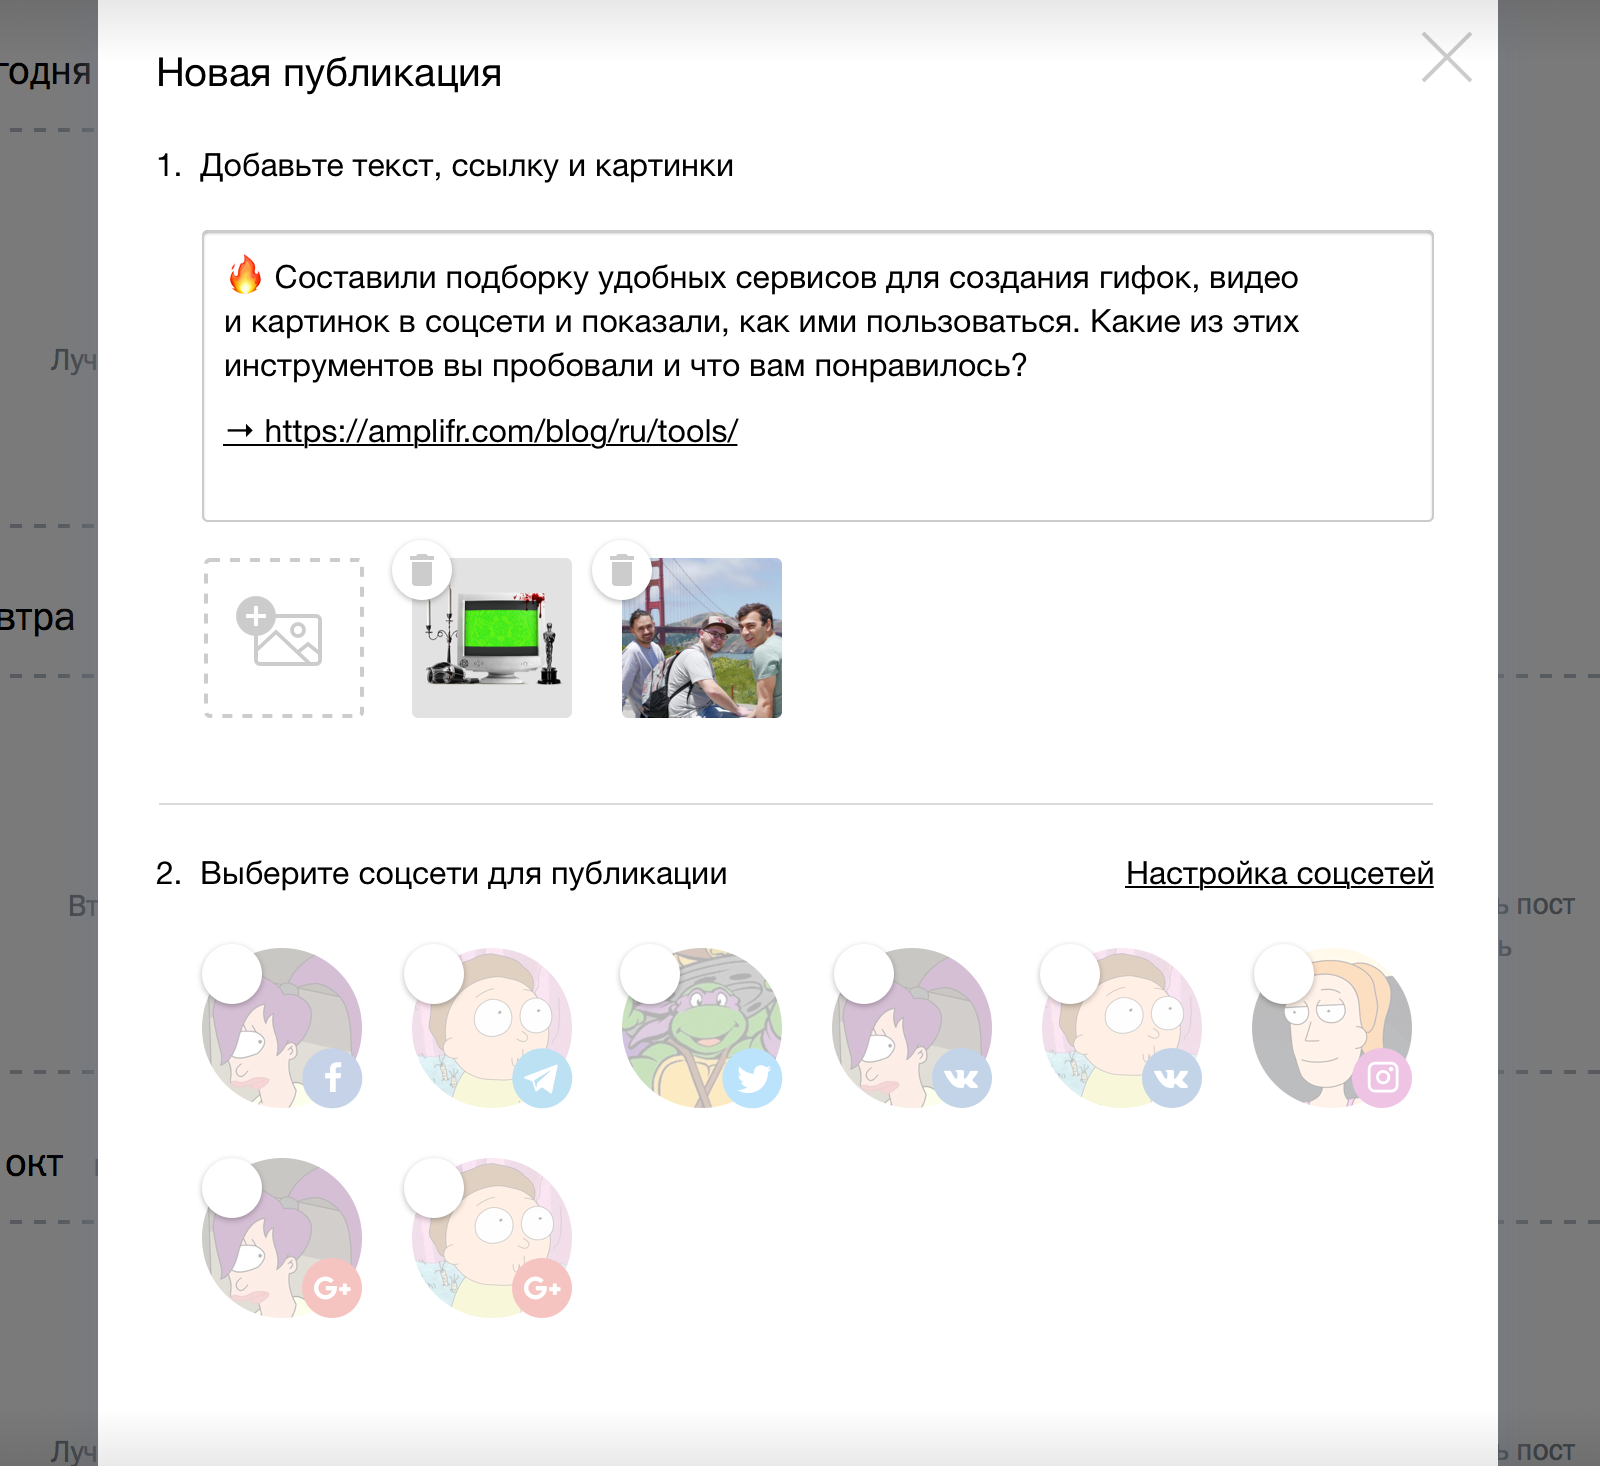 Новая публикация
1. Добавьте текст, ссылку и картинки
🔥 Составили подборку удобных сервисов для создания гифок, видео
и картинок в соцсети и показали, как ими пользоваться. Какие из этих
инструментов вы пробовали и что вам понравилось?
→ https://amplifr.com/blog/ru/tools/
2. Выберите соцсети для публикации
Настройка соцсетей
годня
Луч
втра
Вт
ь пост
ь
окт
Луч
ь пост